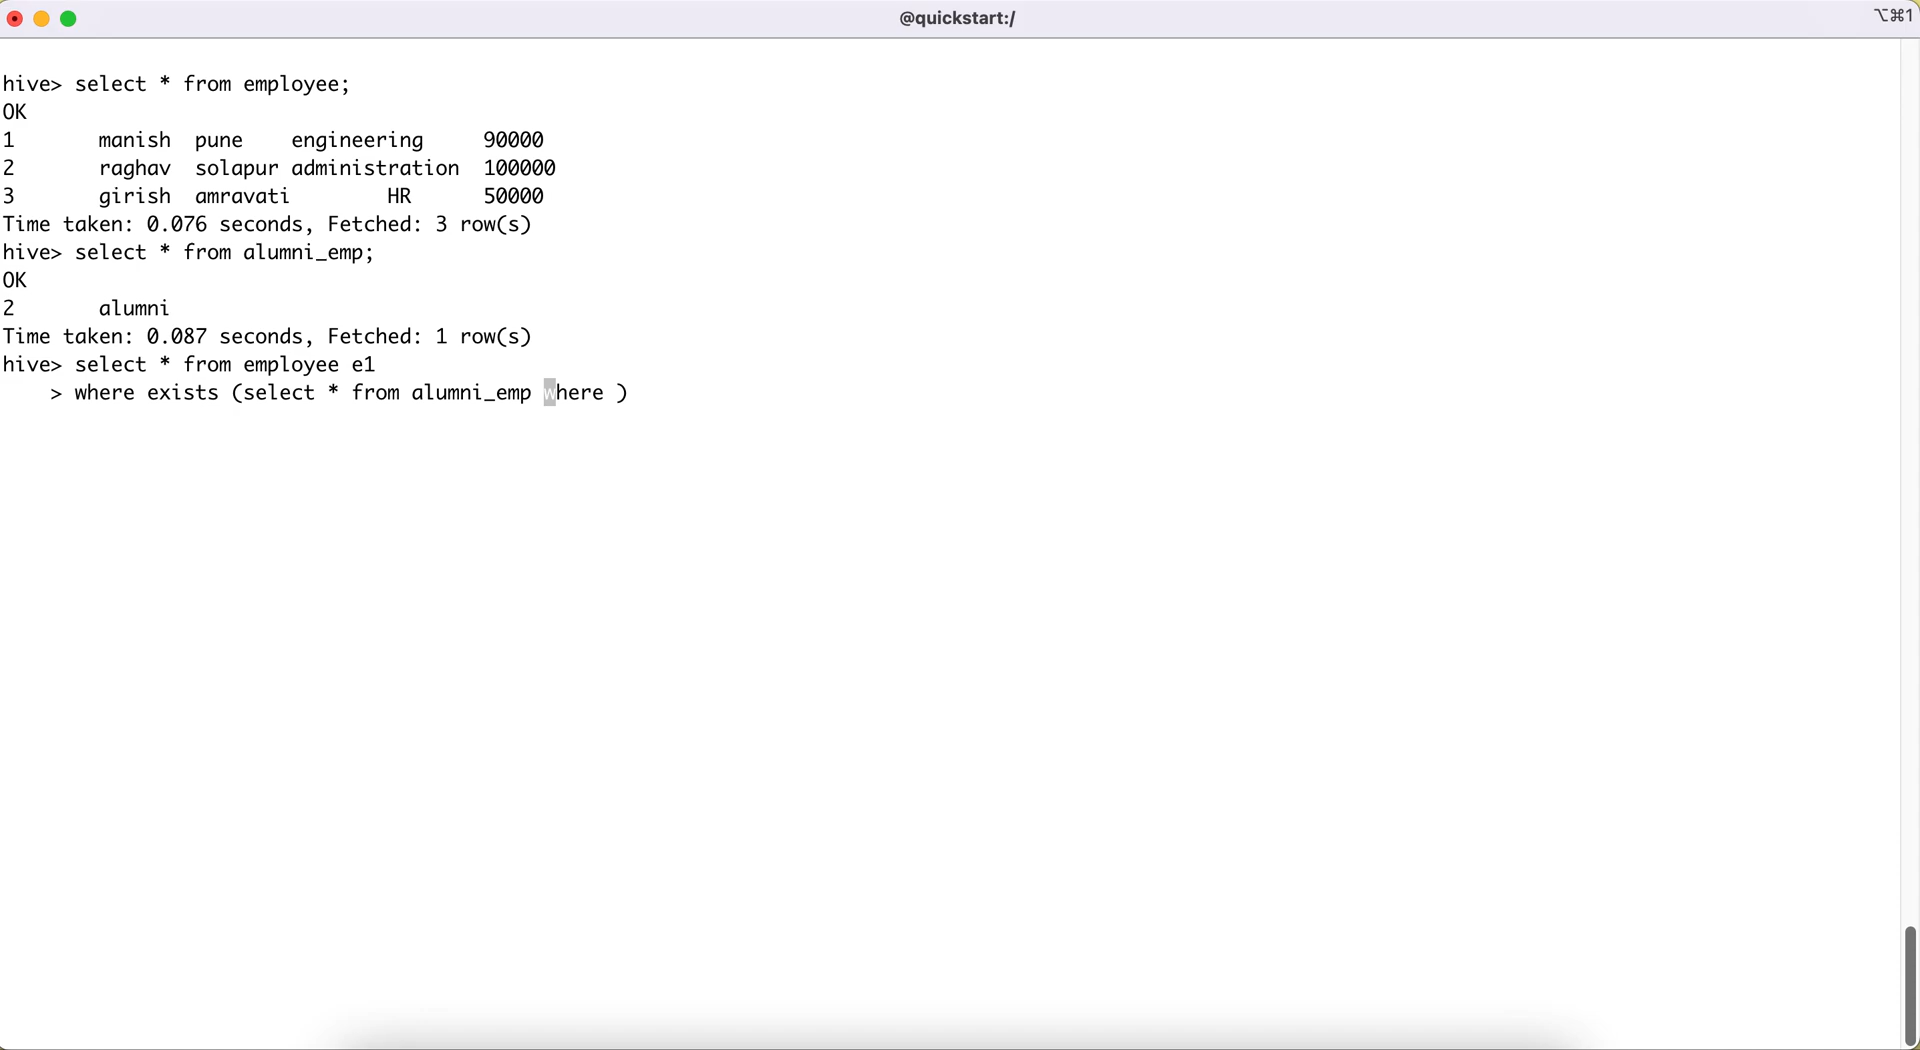 @quickstart:/
⌥⌘1
hive> select * from employee;
OK
1 manish pune engineering 90000
2 raghav solapur administration 100000
3 girish amravati HR 50000
Time taken: 0.076 seconds, Fetched: 3 row(s)
hive> select * from alumni_emp;
OK
2 alumni
Time taken: 0.087 seconds, Fetched: 1 row(s)
hive> select * from employee e1
> where exists (select * from alumni_emp where )